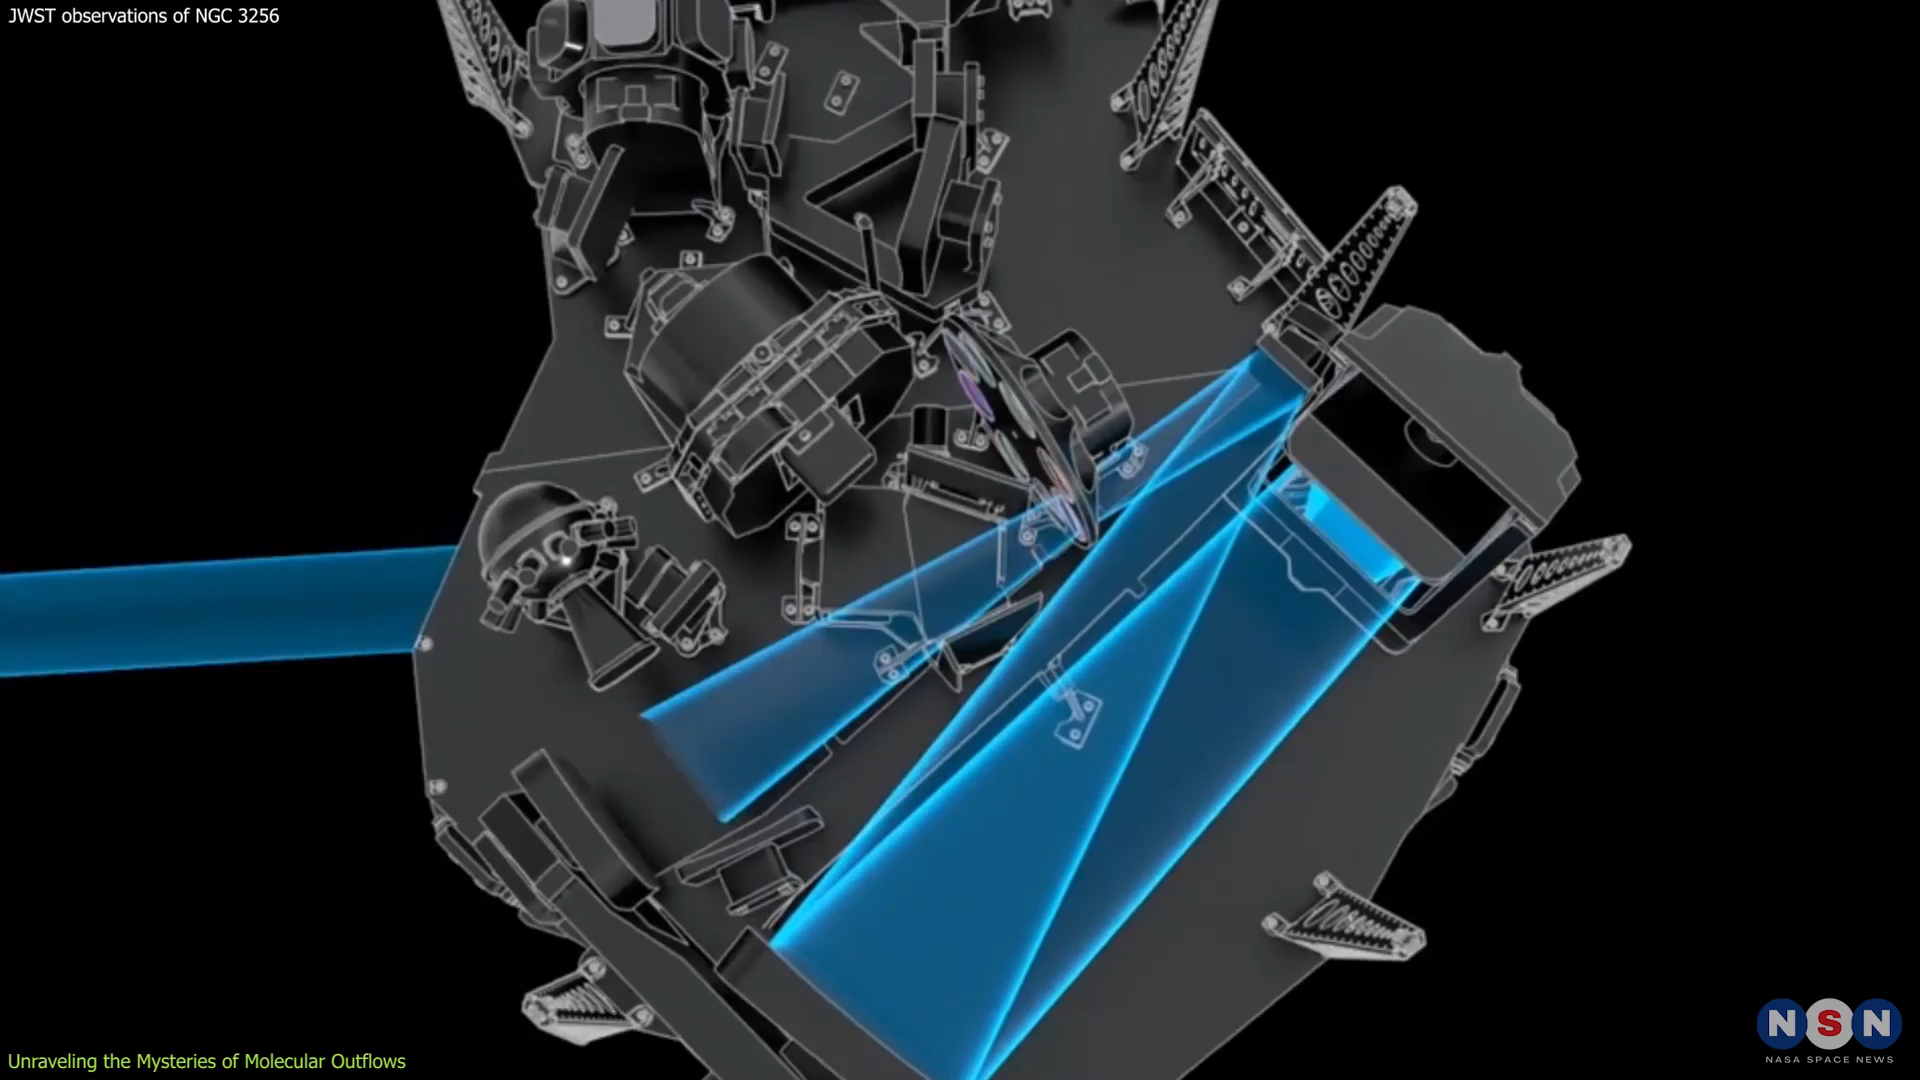 JWST observations of NGC 3256
Unraveling the Mysteries of Molecular Outflows
NSN
NASA SPACE NEWS